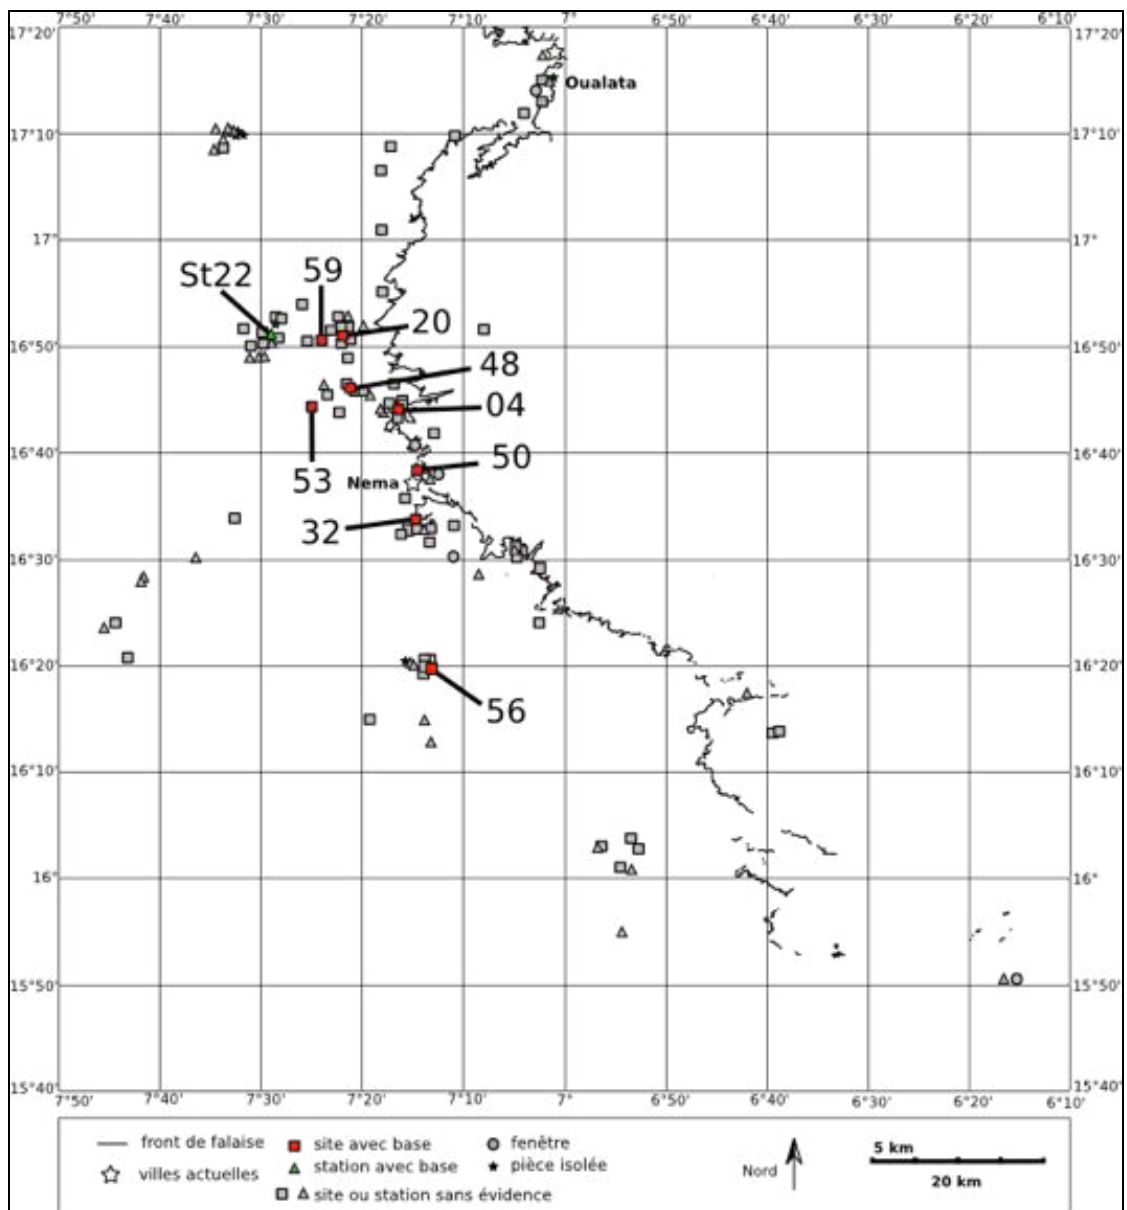 7°50' 7°40' 7°30' 7°20' 7°10' 7° 6°50' 6°40' 6°30' 6°20' 6°10'
17°20' 17°20'
Oualata
17°10' 17°10'
17° 17°
St22 59
20
16°50' 16°50'
48
04
16°40' 16°40'
50
53 Nema
32
16°30' 16°30'
16°20' 16°20'
56
16°10' 16°10'
16° 16°
15°50' 15°50'
15°40' 15°40'
7°50' 7°40' 7°30' 7°20' 7°10' 7° 6°50' 6°40' 6°30' 6°20' 6°10'
front de falaise site avec base fenêtre 5 km
villes actuelles station avec base pièce isolée Nord 20 km
site ou station sans évidence